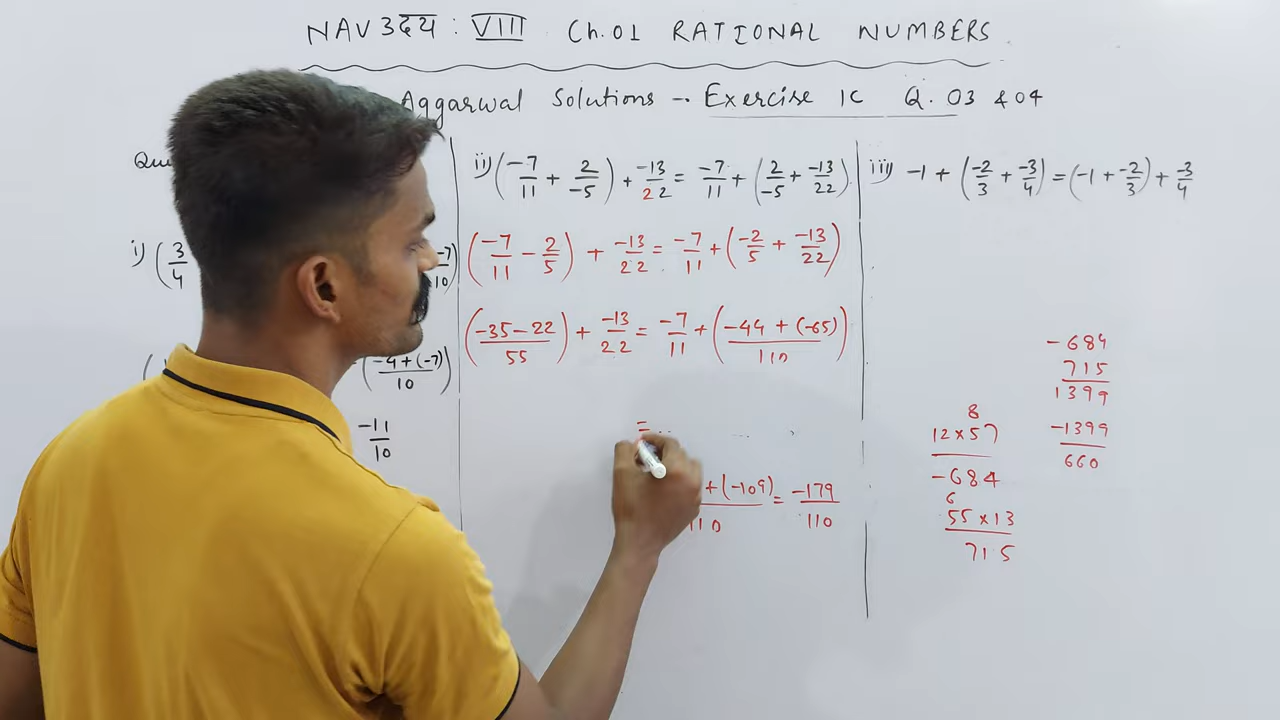 NAVउदय : VIII Ch.01 RATIONAL NUMBERS
Aggarwal Solutions - Exercise 1C Q. 03 & 04
ii) (-7/11 + 2/-5) + -13/22 = -7/11 + (2/-5 + -13/22)
(-7/11 - 2/5) + -13/22 = -7/11 + (-2/5 + -13/22)
((-35-22)/55) + -13/22 = -7/11 + ((-44 + (-65))/110)
=
+ (-109)/110 = -179/110
iii) -1 + (-2/3 + -3/4) = (-1 + -2/3) + -3/4
-684
715
1399
-1399
660
8
12 × 57
-684
6
55 × 13
715
i) (3/4
-7/10)
(-4+(-7))/10)
-11/10